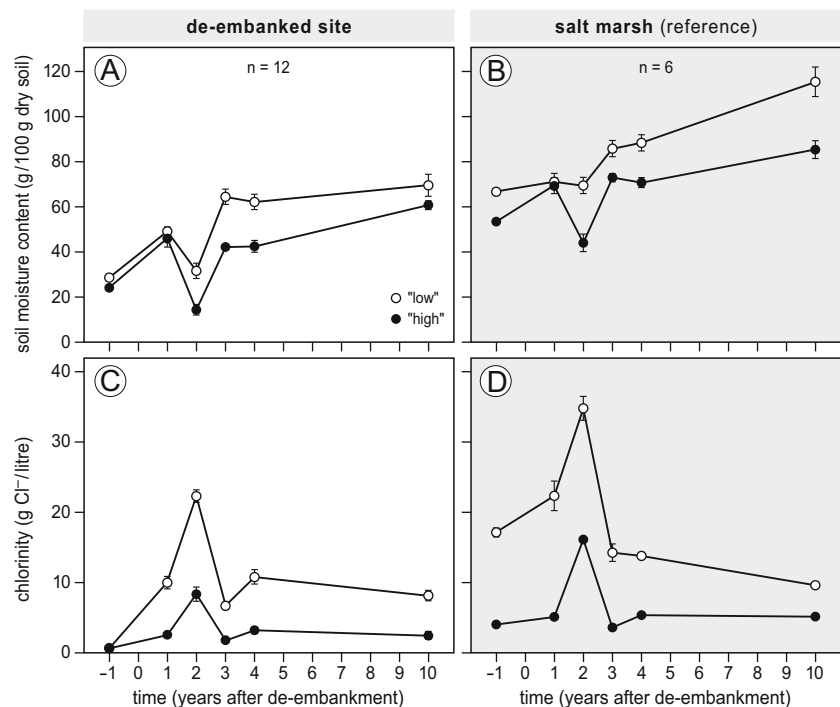 de-embanked site
salt marsh (reference)
A
n = 12
B
n = 6
soil moisture content (g/100 g dry soil)
120
100
80
60
40
20
0
"low"
"high"
C
D
chlorinity (g Cl⁻/litre)
40
30
20
10
0
–1 0 1 2 3 4 5 6 7 8 9 10
–1 0 1 2 3 4 5 6 7 8 9 10
time (years after de-embankment)
time (years after de-embankment)